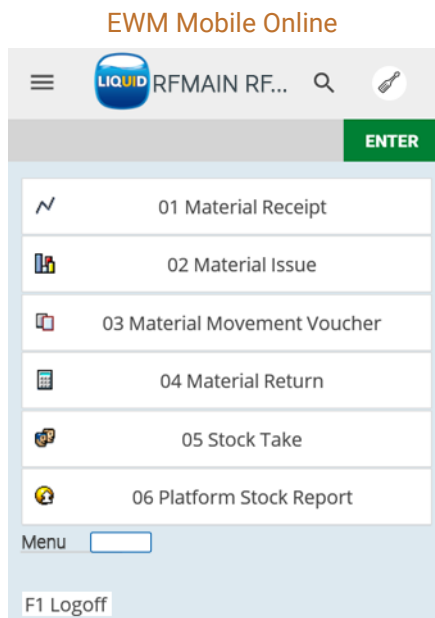 EWM Mobile Online
LIQUID RFMAIN RF...
ENTER
01 Material Receipt
02 Material Issue
03 Material Movement Voucher
04 Material Return
05 Stock Take
06 Platform Stock Report
Menu
F1 Logoff